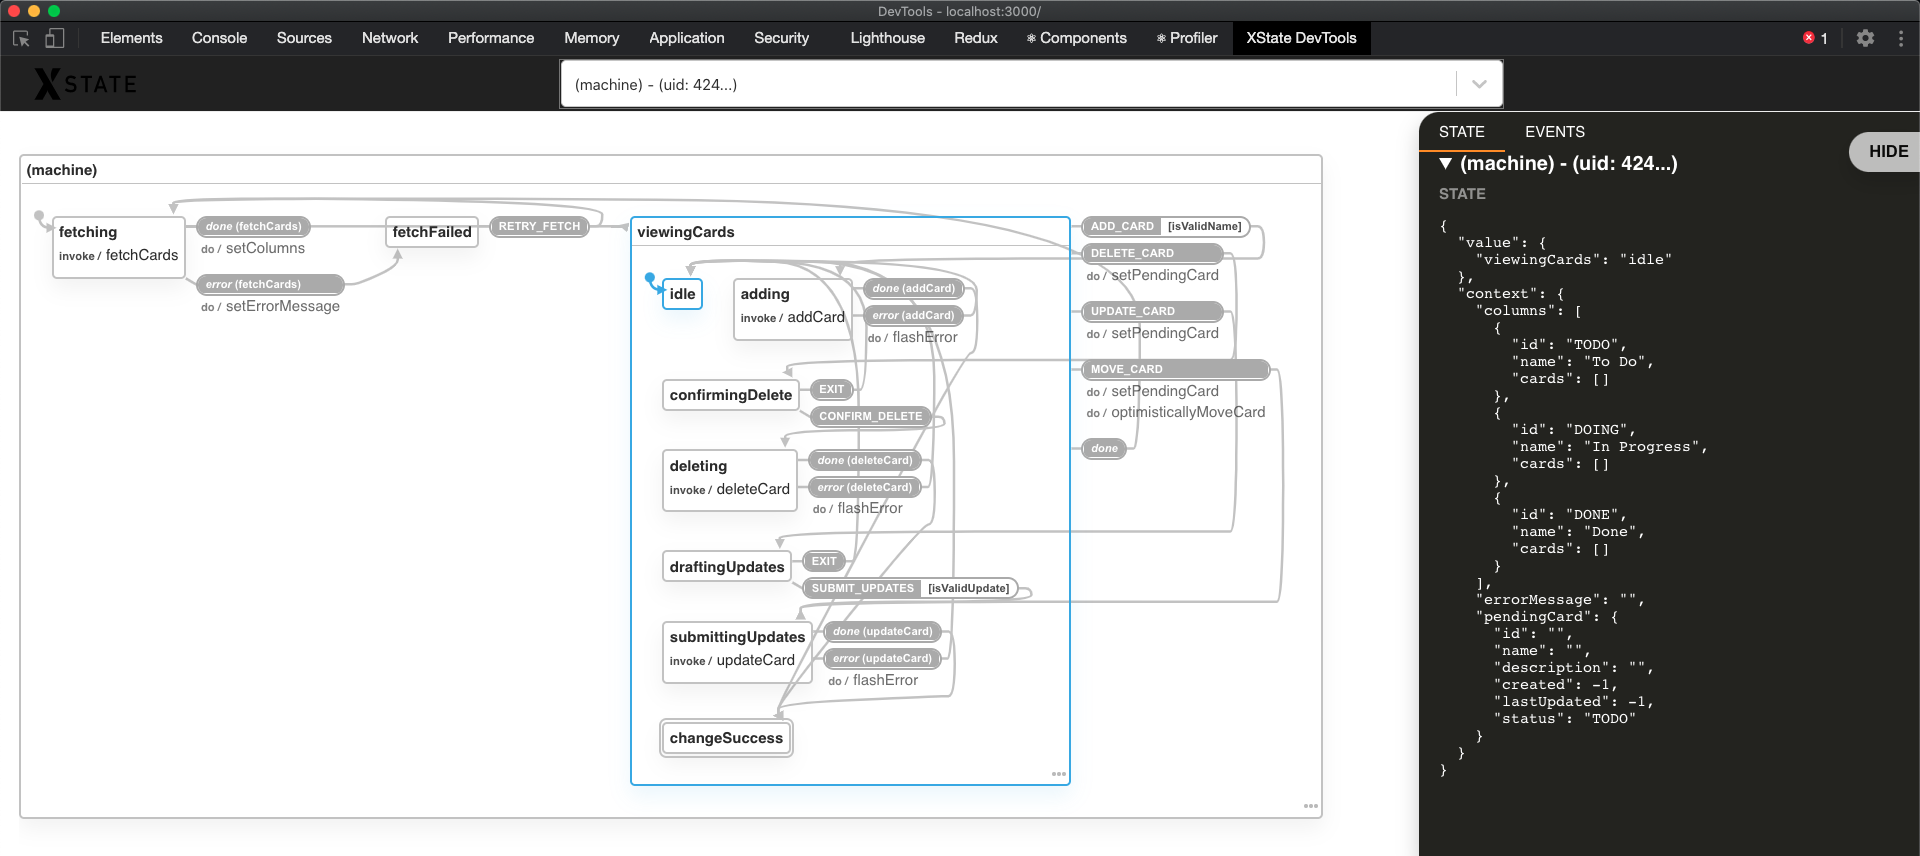 DevTools - localhost:3000/
Elements Console Sources Network Performance Memory Application Security Lighthouse Redux ⚛ Components ⚛ Profiler XState DevTools 1
XSTATE
(machine) - (uid: 424...)
(machine)
fetching
invoke / fetchCards
done (fetchCards)
do / setColumns
error (fetchCards)
do / setErrorMessage
fetchFailed
RETRY_FETCH
viewingCards
idle
adding
invoke / addCard
done (addCard)
error (addCard)
do / flashError
confirmingDelete
EXIT
CONFIRM_DELETE
deleting
invoke / deleteCard
done (deleteCard)
error (deleteCard)
do / flashError
draftingUpdates
EXIT
SUBMIT_UPDATES [isValidUpdate]
submittingUpdates
invoke / updateCard
done (updateCard)
error (updateCard)
do / flashError
changeSuccess
ADD_CARD [isValidName]
DELETE_CARD
do / setPendingCard
UPDATE_CARD
do / setPendingCard
MOVE_CARD
do / setPendingCard
do / optimisticallyMoveCard
done
STATE EVENTS
HIDE
▼ (machine) - (uid: 424...)
STATE
{
"value": {
"viewingCards": "idle"
},
"context": {
"columns": [
{
"id": "TODO",
"name": "To Do",
"cards": []
},
{
"id": "DOING",
"name": "In Progress",
"cards": []
},
{
"id": "DONE",
"name": "Done",
"cards": []
}
],
"errorMessage": "",
"pendingCard": {
"id": "",
"name": "",
"description": "",
"created": -1,
"lastUpdated": -1,
"status": "TODO"
}
}
}